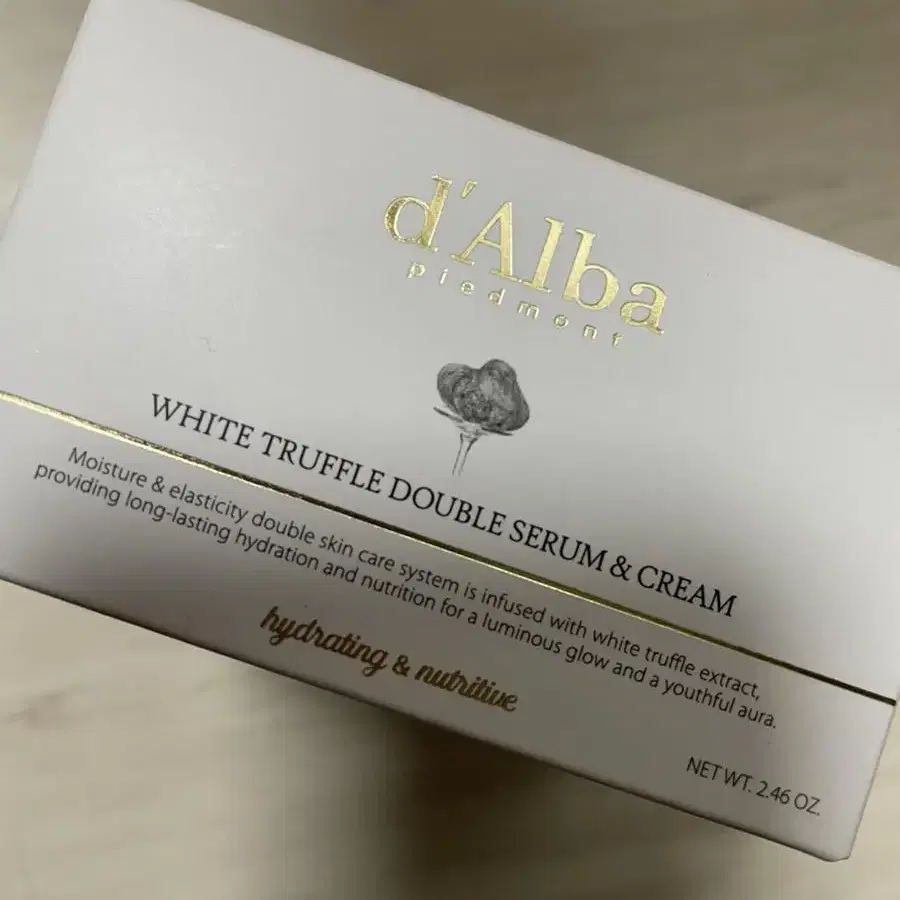 d'Alba
piedmont
WHITE TRUFFLE DOUBLE SERUM & CREAM
Moisture & elasticity double skin care system is infused with white truffle extract,
providing long-lasting hydration and nutrition for a luminous glow and a youthful aura.
hydrating & nutritive
NET WT. 2.46 OZ.